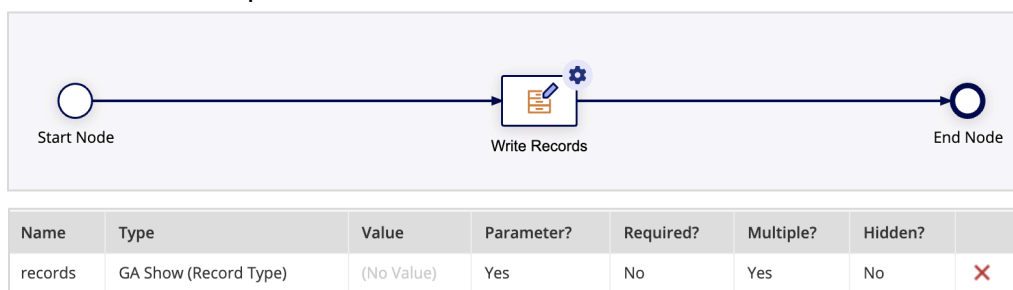 Start Node
Write Records
End Node
Name Type Value Parameter? Required? Multiple? Hidden?
records GA Show (Record Type) (No Value) Yes No Yes No